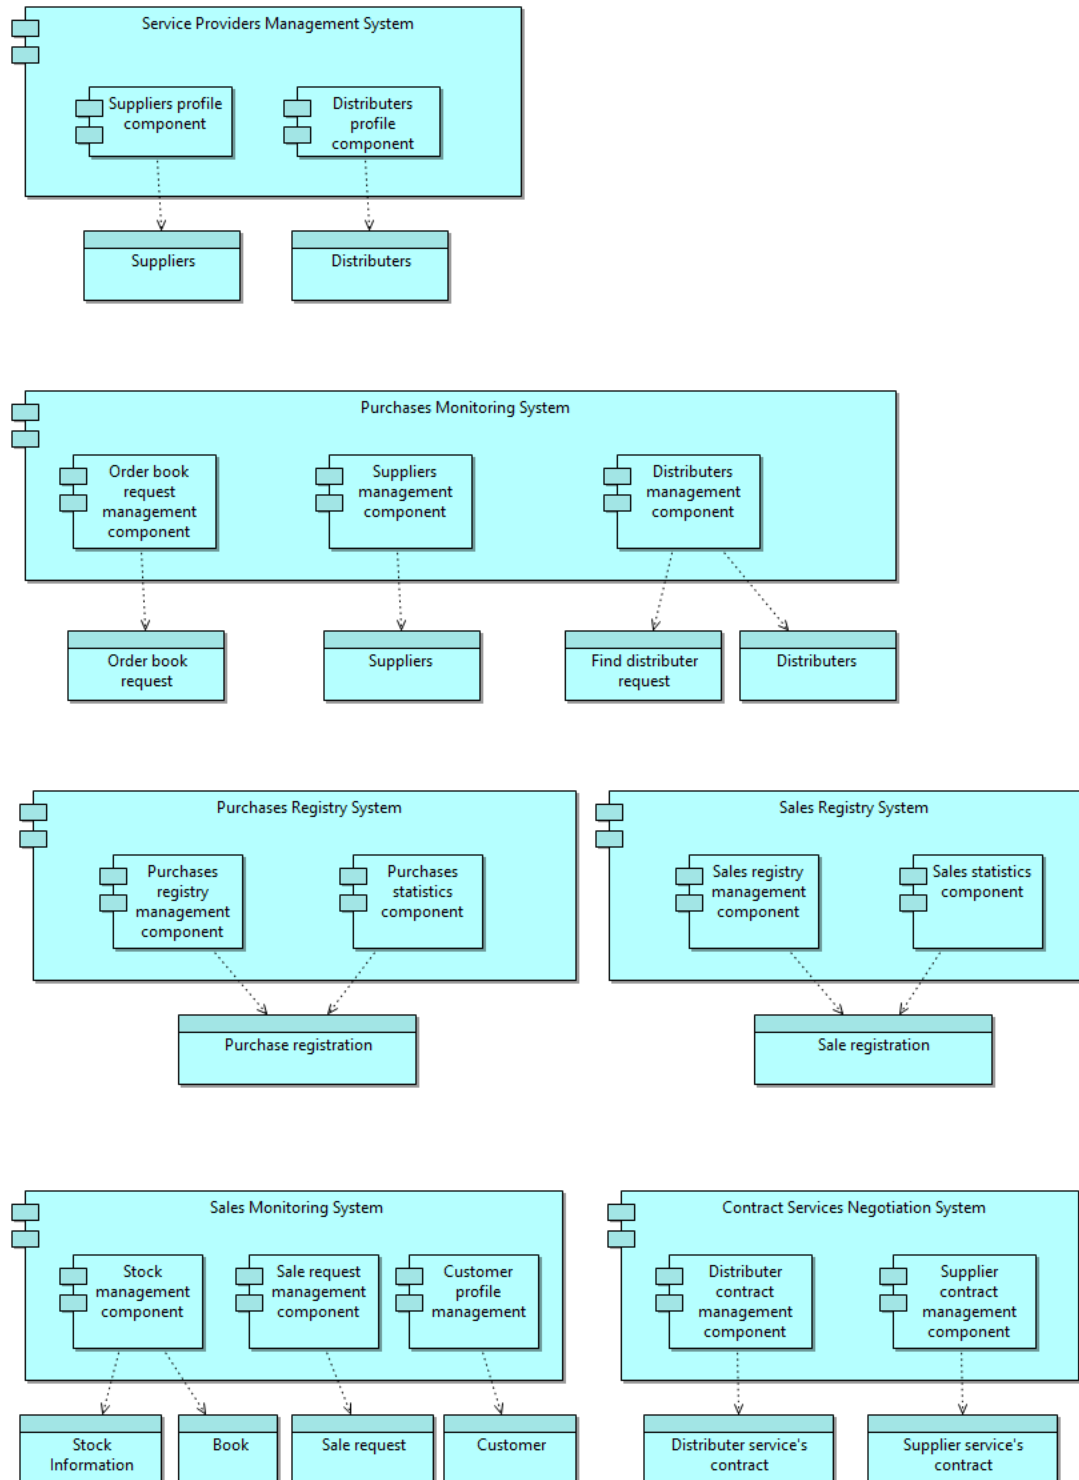 Service Providers Management System
Suppliers profile
component
Distributers
profile
component
Suppliers
Distributers
Purchases Monitoring System
Order book
request
management
component
Suppliers
management
component
Distributers
management
component
Order book
request
Suppliers
Find distributer
request
Distributers
Purchases Registry System
Purchases
registry
management
component
Purchases
statistics
component
Purchase registration
Sales Registry System
Sales registry
management
component
Sales statistics
component
Sale registration
Sales Monitoring System
Stock
management
component
Sale request
management
component
Customer
profile
management
Stock
Information
Book
Sale request
Customer
Contract Services Negotiation System
Distributer
contract
management
component
Supplier
contract
management
component
Distributer service's
contract
Supplier service's
contract